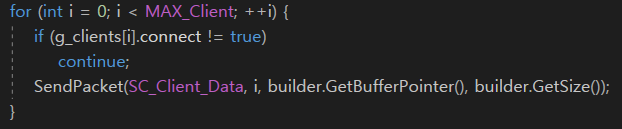 for (int i = 0; i < MAX_Client; ++i) {
if (g_clients[i].connect != true)
continue;
SendPacket(SC_Client_Data, i, builder.GetBufferPointer(), builder.GetSize());
}